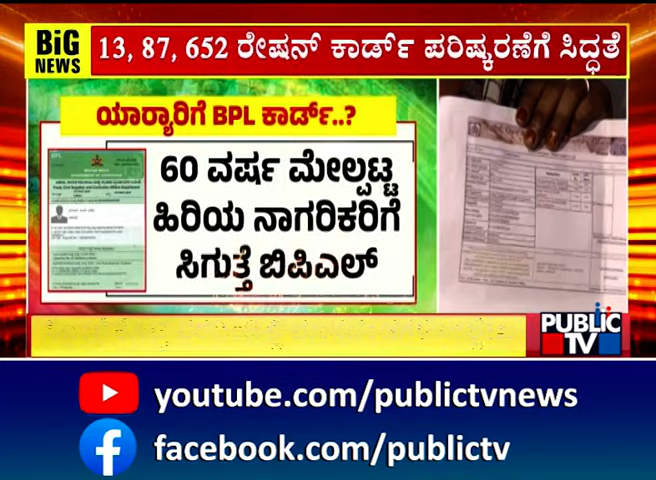 BiG NEWS
13, 87, 652 ರೇಷನ್ ಕಾರ್ಡ್ ಪರಿಷ್ಕರಣೆಗೆ ಸಿದ್ಧತೆ
ಯಾರ‍್ಯಾರಿಗೆ BPL ಕಾರ್ಡ್..?
BPL
60 ವರ್ಷ ಮೇಲ್ಪಟ್ಟ
ಹಿರಿಯ ನಾಗರಿಕರಿಗೆ
ಸಿಗುತ್ತೆ ಬಿಪಿಎಲ್
PUBLiC TV
youtube.com/publictvnews
facebook.com/publictv